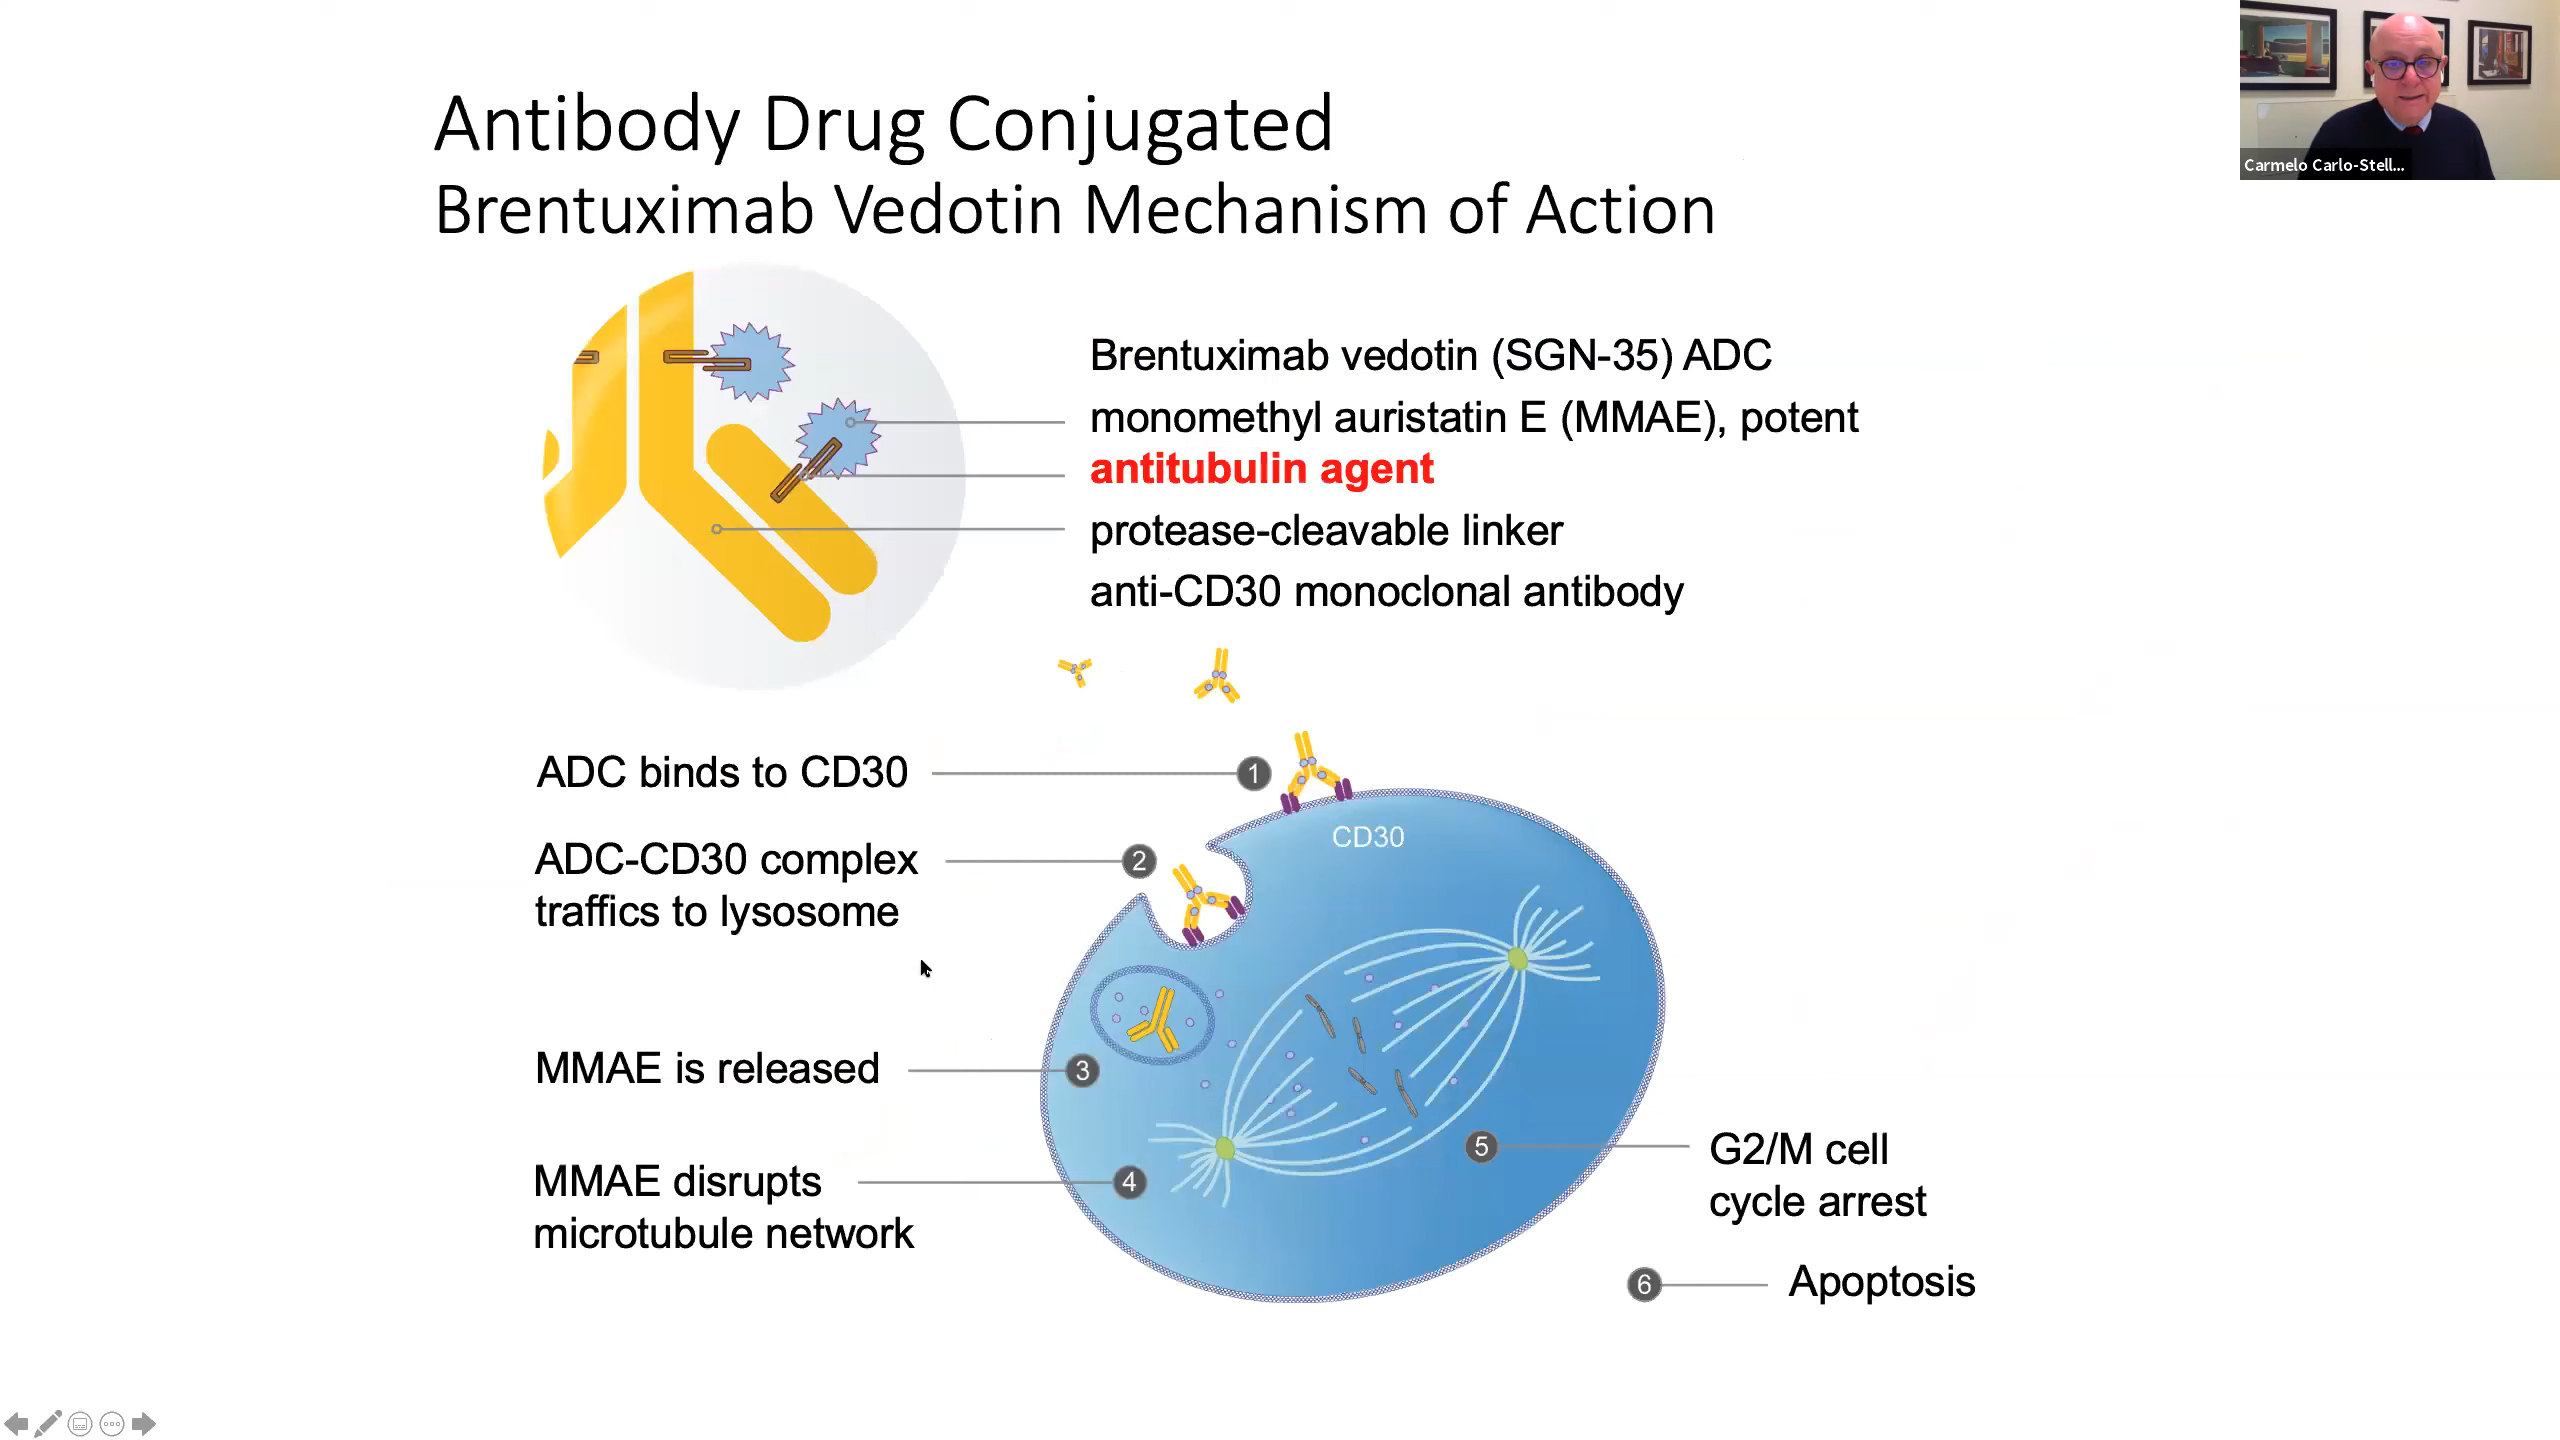 Carmelo Carlo-Stell...
Antibody Drug Conjugated
Brentuximab Vedotin Mechanism of Action
Brentuximab vedotin (SGN-35) ADC
monomethyl auristatin E (MMAE), potent
antitubulin agent
protease-cleavable linker
anti-CD30 monoclonal antibody
ADC binds to CD30
1
CD30
ADC-CD30 complex
traffics to lysosome
2
MMAE is released
3
MMAE disrupts
microtubule network
4
5
G2/M cell
cycle arrest
6
Apoptosis